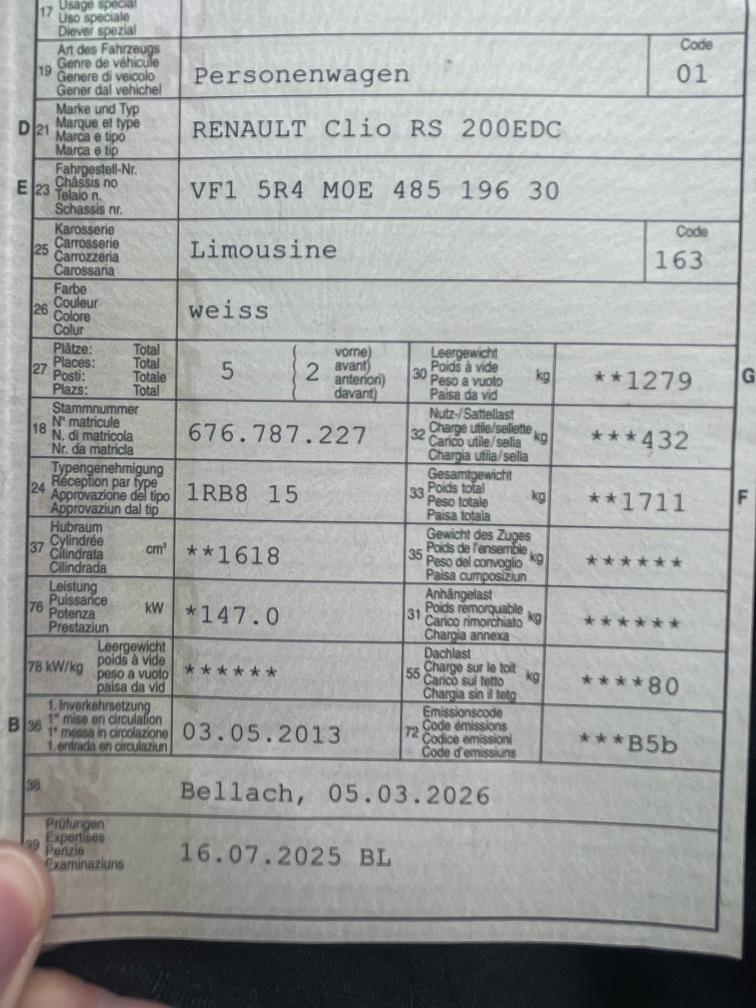 17 Usage spécial
Uso speciale
Diever spezial
19 Art des Fahrzeugs
Genre de véhicule
Genere di veicolo
Gener dal vehichel
Personenwagen
Code
01
D 21 Marke und Typ
Marque et type
Marca e tipo
Marca e tip
RENAULT Clio RS 200EDC
E 23 Fahrgestell-Nr.
Châssis no
Telaio n.
Schassis nr.
VF1 5R4 M0E 485 196 30
25 Karosserie
Carrosserie
Carrozzeria
Carossaria
Limousine
Code
163
26 Farbe
Couleur
Colore
Colur
weiss
27 Plätze: Total
Places: Total
Posti: Totale
Plazs: Total
5 { 2
vorne)
avant)
anteriori)
davant)
30 Leergewicht
Poids à vide
Peso a vuoto
Paisa da vid
kg
**1279
G
18 Stammnummer
N° matricule
N. di matricola
Nr. da matricla
676.787.227
32 Nutz-/Sattellast
Charge utile/sellette
Carico utile/sella
Chargia utila/sella
kg
***432
24 Typengenehmigung
Réception par type
Approvazione del tipo
Approvaziun dal tip
1RB8 15
33 Gesamtgewicht
Poids total
Peso totale
Paisa totala
kg
**1711
F
37 Hubraum
Cylindrée
Cilindrata
Cilindrada
cm³
**1618
35 Gewicht des Zuges
Poids de l'ensemble
Peso del convoglio
Paisa cumposiziun
kg
******
76 Leistung
Puissance
Potenza
Prestaziun
kW
*147.0
31 Anhängelast
Poids remorquable
Carico rimorchiato
Chargia annexa
kg
******
78 kW/kg
Leergewicht
poids à vide
peso a vuoto
paisa da vid
******
55 Dachlast
Charge sur le toit
Carico sul tetto
Chargia sin il tetg
kg
****80
B 36 1. Inverkehrsetzung
1re mise en circulation
1a messa in circolazione
1. entrada en circulaziun
03.05.2013
72 Emissionscode
Code émissions
Codice emissioni
Code d'emissiuns
***B5b
38
Bellach, 05.03.2026
39 Prüfungen
Expertises
Perizie
Examinaziuns
16.07.2025 BL